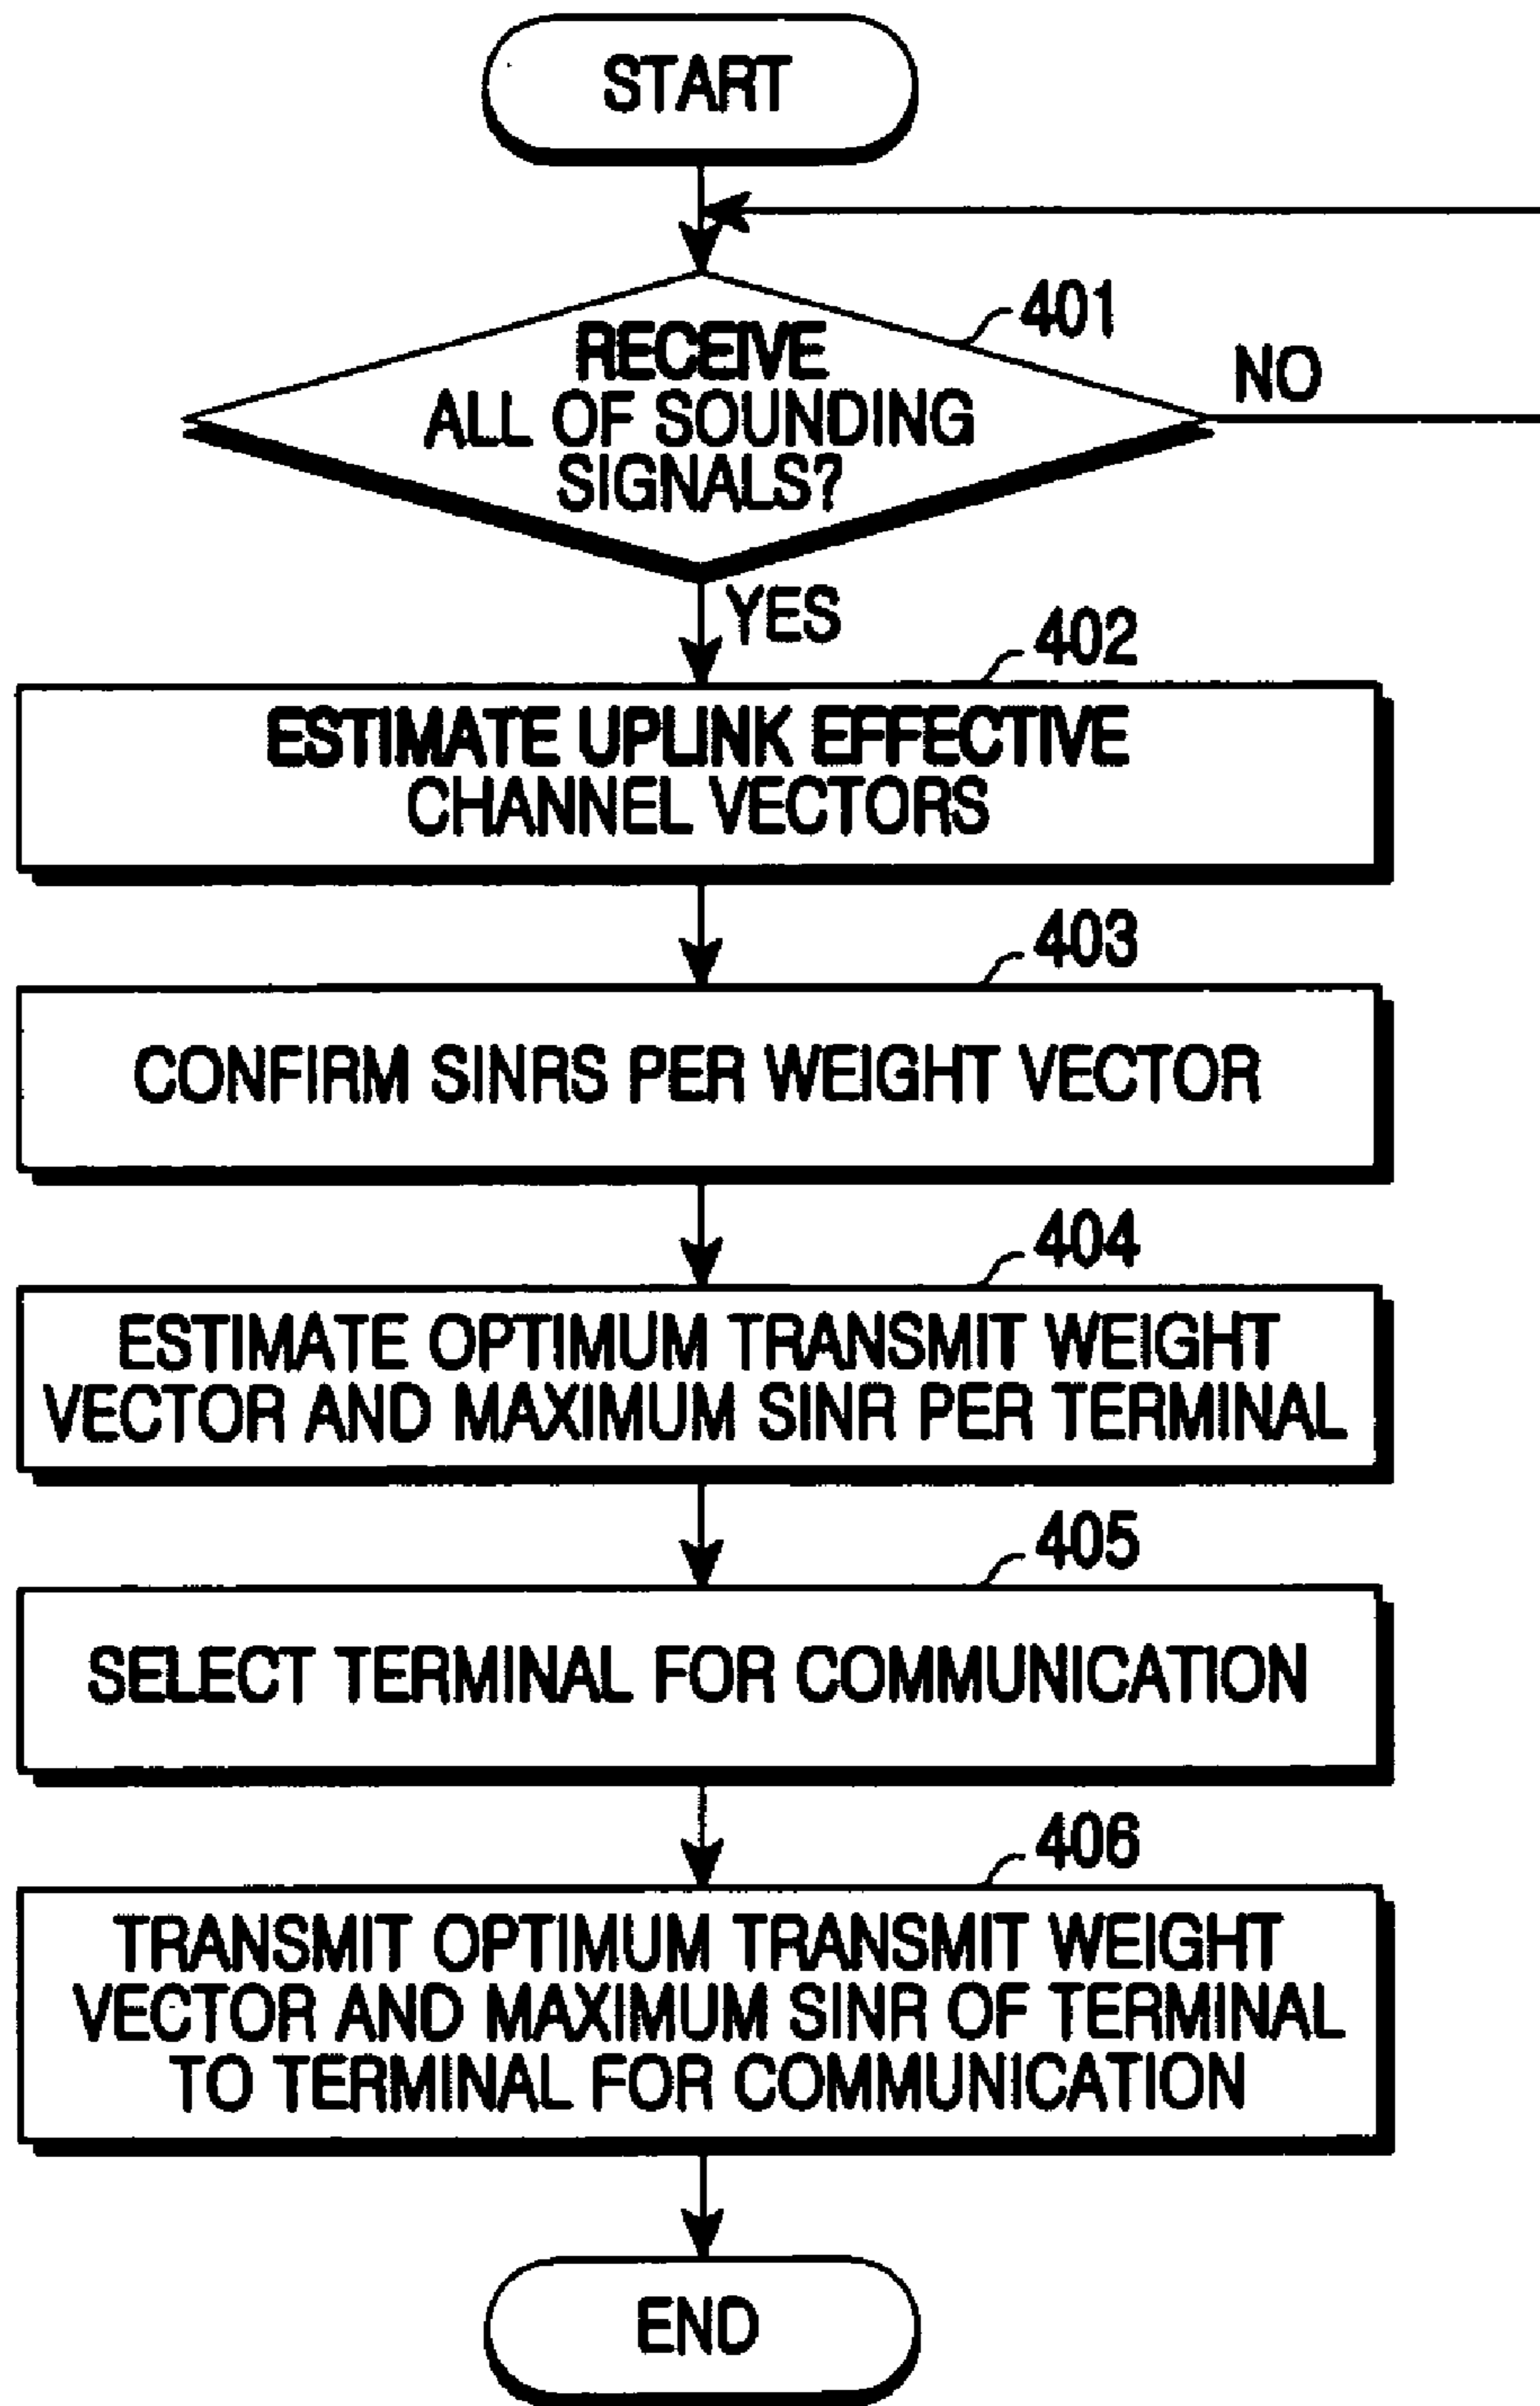 START
401
RECEIVE
ALL OF SOUNDING
SIGNALS?
NO
YES
402
ESTIMATE UPLINK EFFECTIVE
CHANNEL VECTORS
403
CONFIRM SINRS PER WEIGHT VECTOR
404
ESTIMATE OPTIMUM TRANSMIT WEIGHT
VECTOR AND MAXIMUM SINR PER TERMINAL
405
SELECT TERMINAL FOR COMMUNICATION
406
TRANSMIT OPTIMUM TRANSMIT WEIGHT
VECTOR AND MAXIMUM SINR OF TERMINAL
TO TERMINAL FOR COMMUNICATION
END